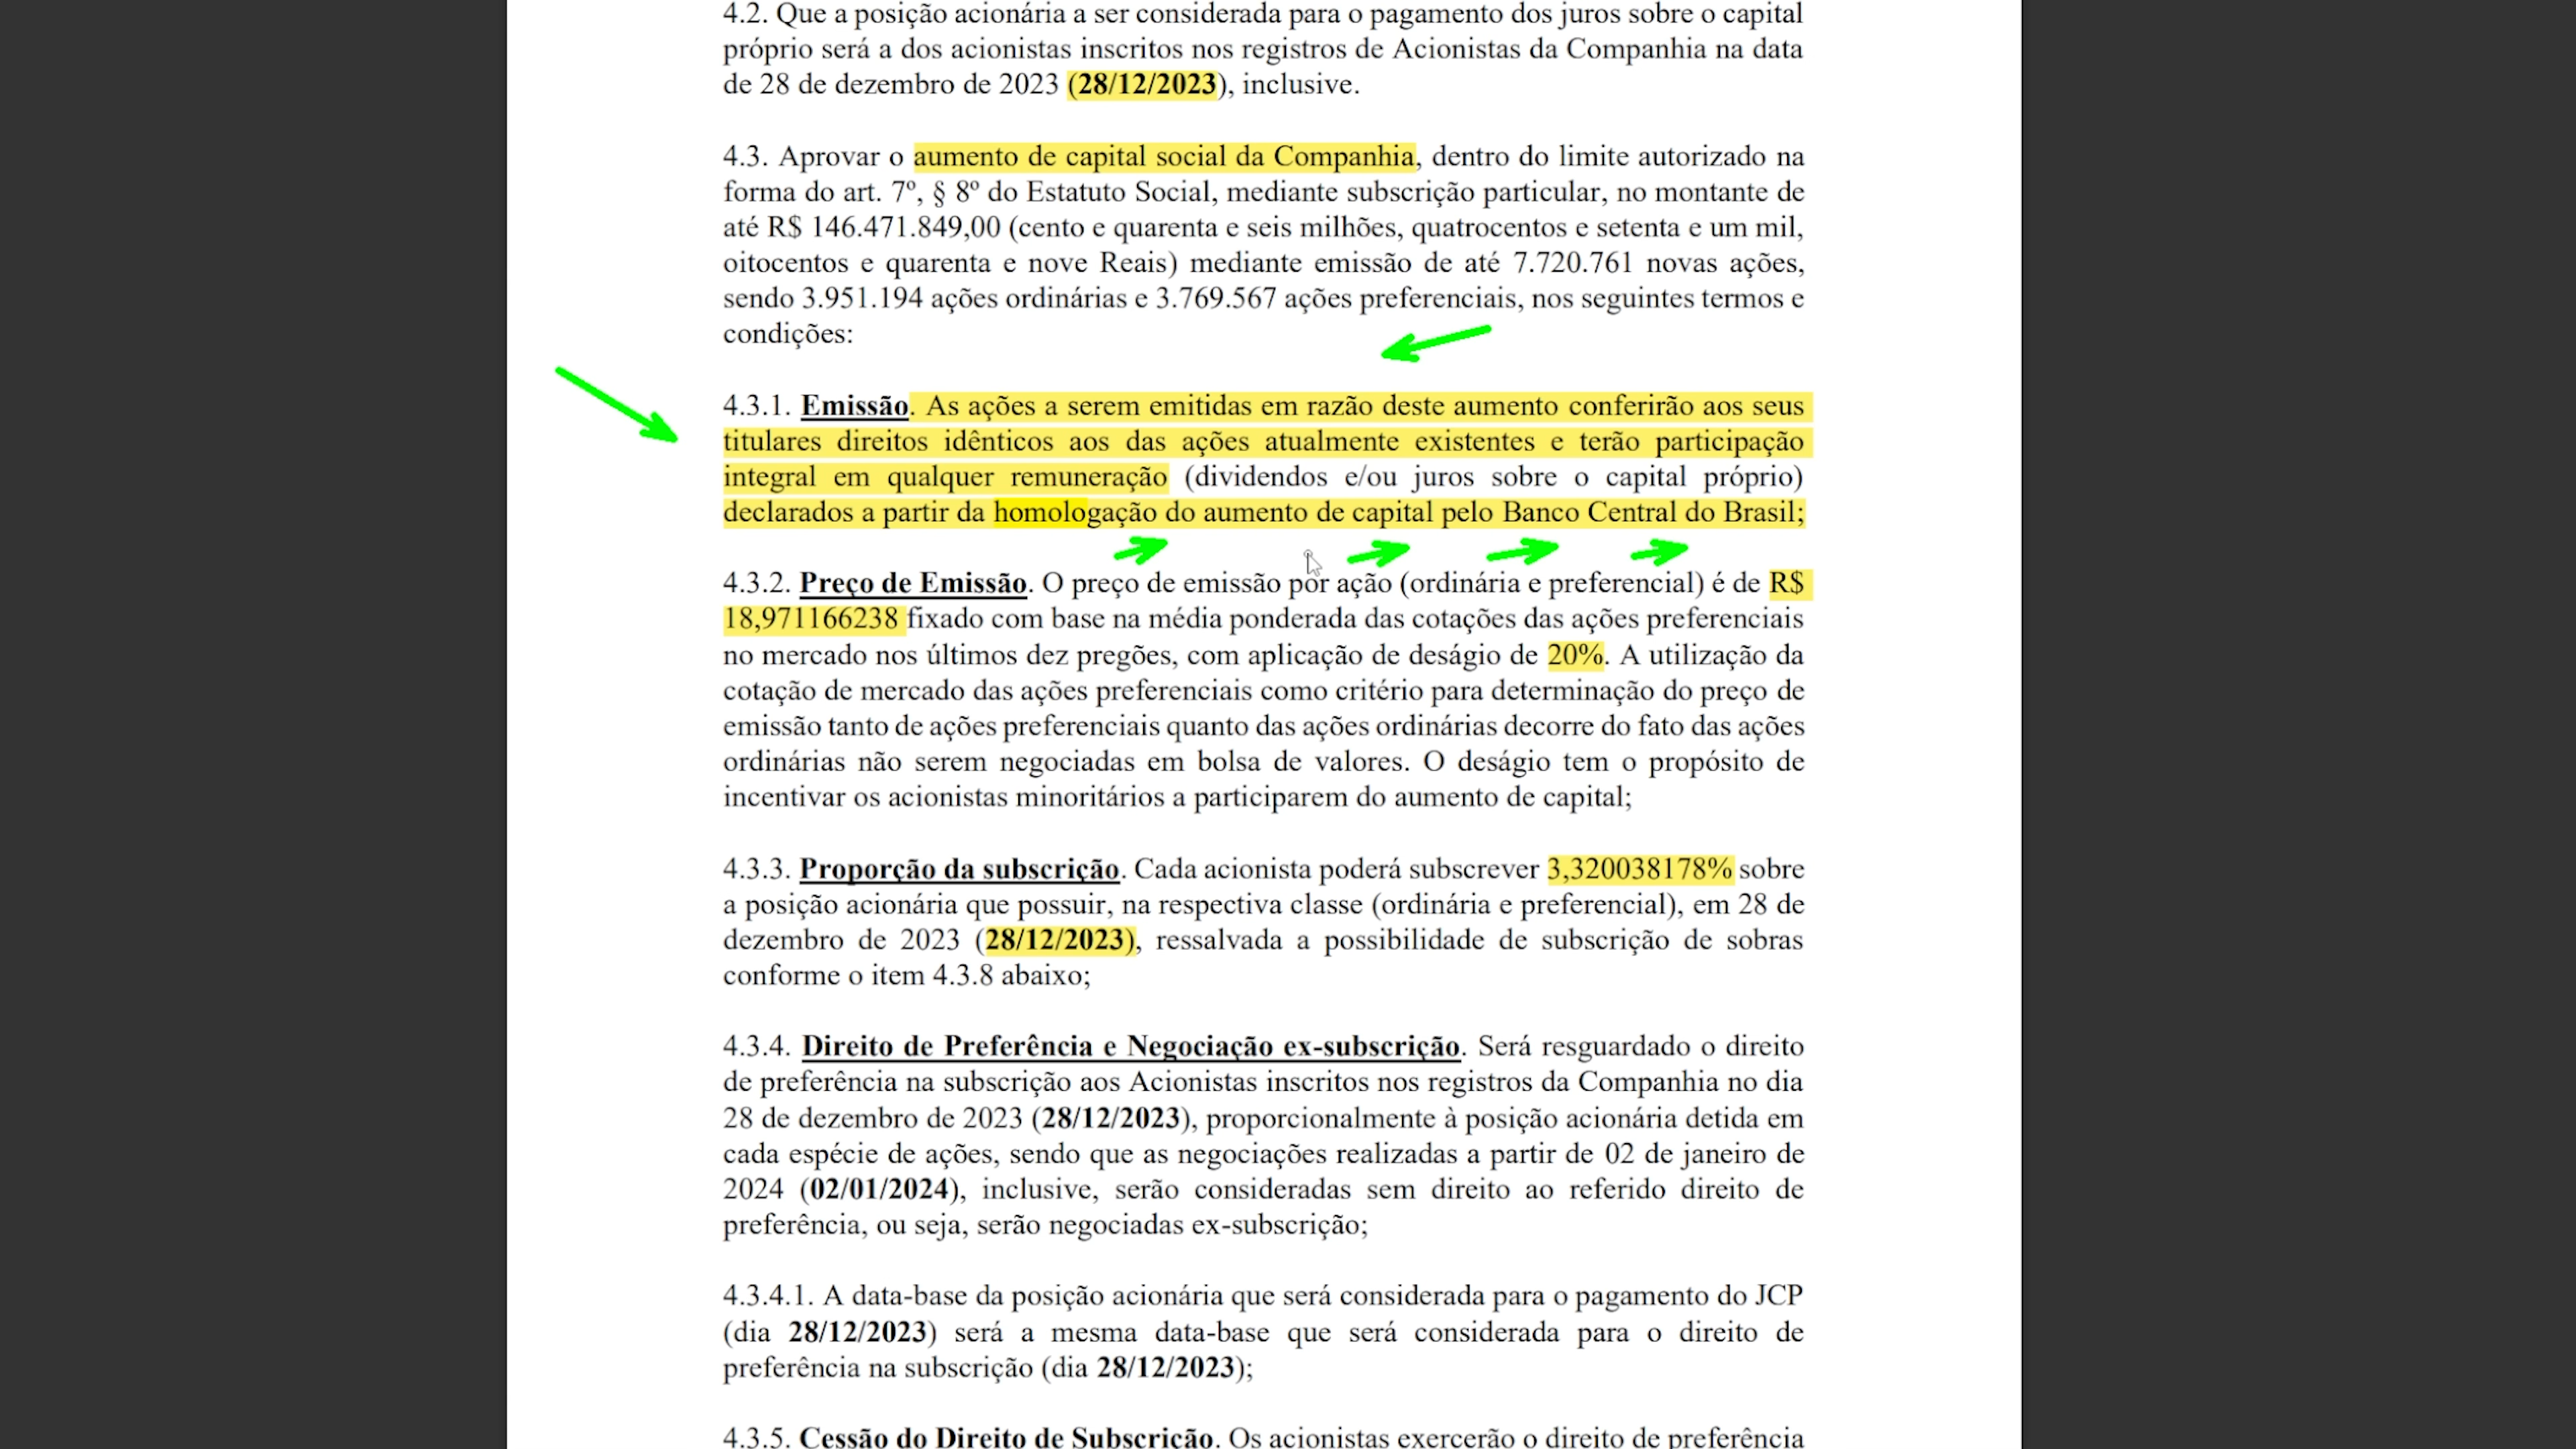 4.2. Que a posição acionária a ser considerada para o pagamento dos juros sobre o capital
próprio será a dos acionistas inscritos nos registros de Acionistas da Companhia na data
de 28 de dezembro de 2023 (28/12/2023), inclusive.
4.3. Aprovar o aumento de capital social da Companhia, dentro do limite autorizado na
forma do art. 7º, § 8º do Estatuto Social, mediante subscrição particular, no montante de
até R$ 146.471.849,00 (cento e quarenta e seis milhões, quatrocentos e setenta e um mil,
oitocentos e quarenta e nove Reais) mediante emissão de até 7.720.761 novas ações,
sendo 3.951.194 ações ordinárias e 3.769.567 ações preferenciais, nos seguintes termos e
condições:
4.3.1. Emissão. As ações a serem emitidas em razão deste aumento conferirão aos seus
titulares direitos idênticos aos das ações atualmente existentes e terão participação
integral em qualquer remuneração (dividendos e/ou juros sobre o capital próprio)
declarados a partir da homologação do aumento de capital pelo Banco Central do Brasil;
4.3.2. Preço de Emissão. O preço de emissão por ação (ordinária e preferencial) é de R$
18,971166238 fixado com base na média ponderada das cotações das ações preferenciais
no mercado nos últimos dez pregões, com aplicação de deságio de 20%. A utilização da
cotação de mercado das ações preferenciais como critério para determinação do preço de
emissão tanto de ações preferenciais quanto das ações ordinárias decorre do fato das ações
ordinárias não serem negociadas em bolsa de valores. O deságio tem o propósito de
incentivar os acionistas minoritários a participarem do aumento de capital;
4.3.3. Proporção da subscrição. Cada acionista poderá subscrever 3,320038178% sobre
a posição acionária que possuir, na respectiva classe (ordinária e preferencial), em 28 de
dezembro de 2023 (28/12/2023), ressalvada a possibilidade de subscrição de sobras
conforme o item 4.3.8 abaixo;
4.3.4. Direito de Preferência e Negociação ex-subscrição. Será resguardado o direito
de preferência na subscrição aos Acionistas inscritos nos registros da Companhia no dia
28 de dezembro de 2023 (28/12/2023), proporcionalmente à posição acionária detida em
cada espécie de ações, sendo que as negociações realizadas a partir de 02 de janeiro de
2024 (02/01/2024), inclusive, serão consideradas sem direito ao referido direito de
preferência, ou seja, serão negociadas ex-subscrição;
4.3.4.1. A data-base da posição acionária que será considerada para o pagamento do JCP
(dia 28/12/2023) será a mesma data-base que será considerada para o direito de
preferência na subscrição (dia 28/12/2023);
4.3.5. Cessão do Direito de Subscrição. Os acionistas exercerão o direito de preferência